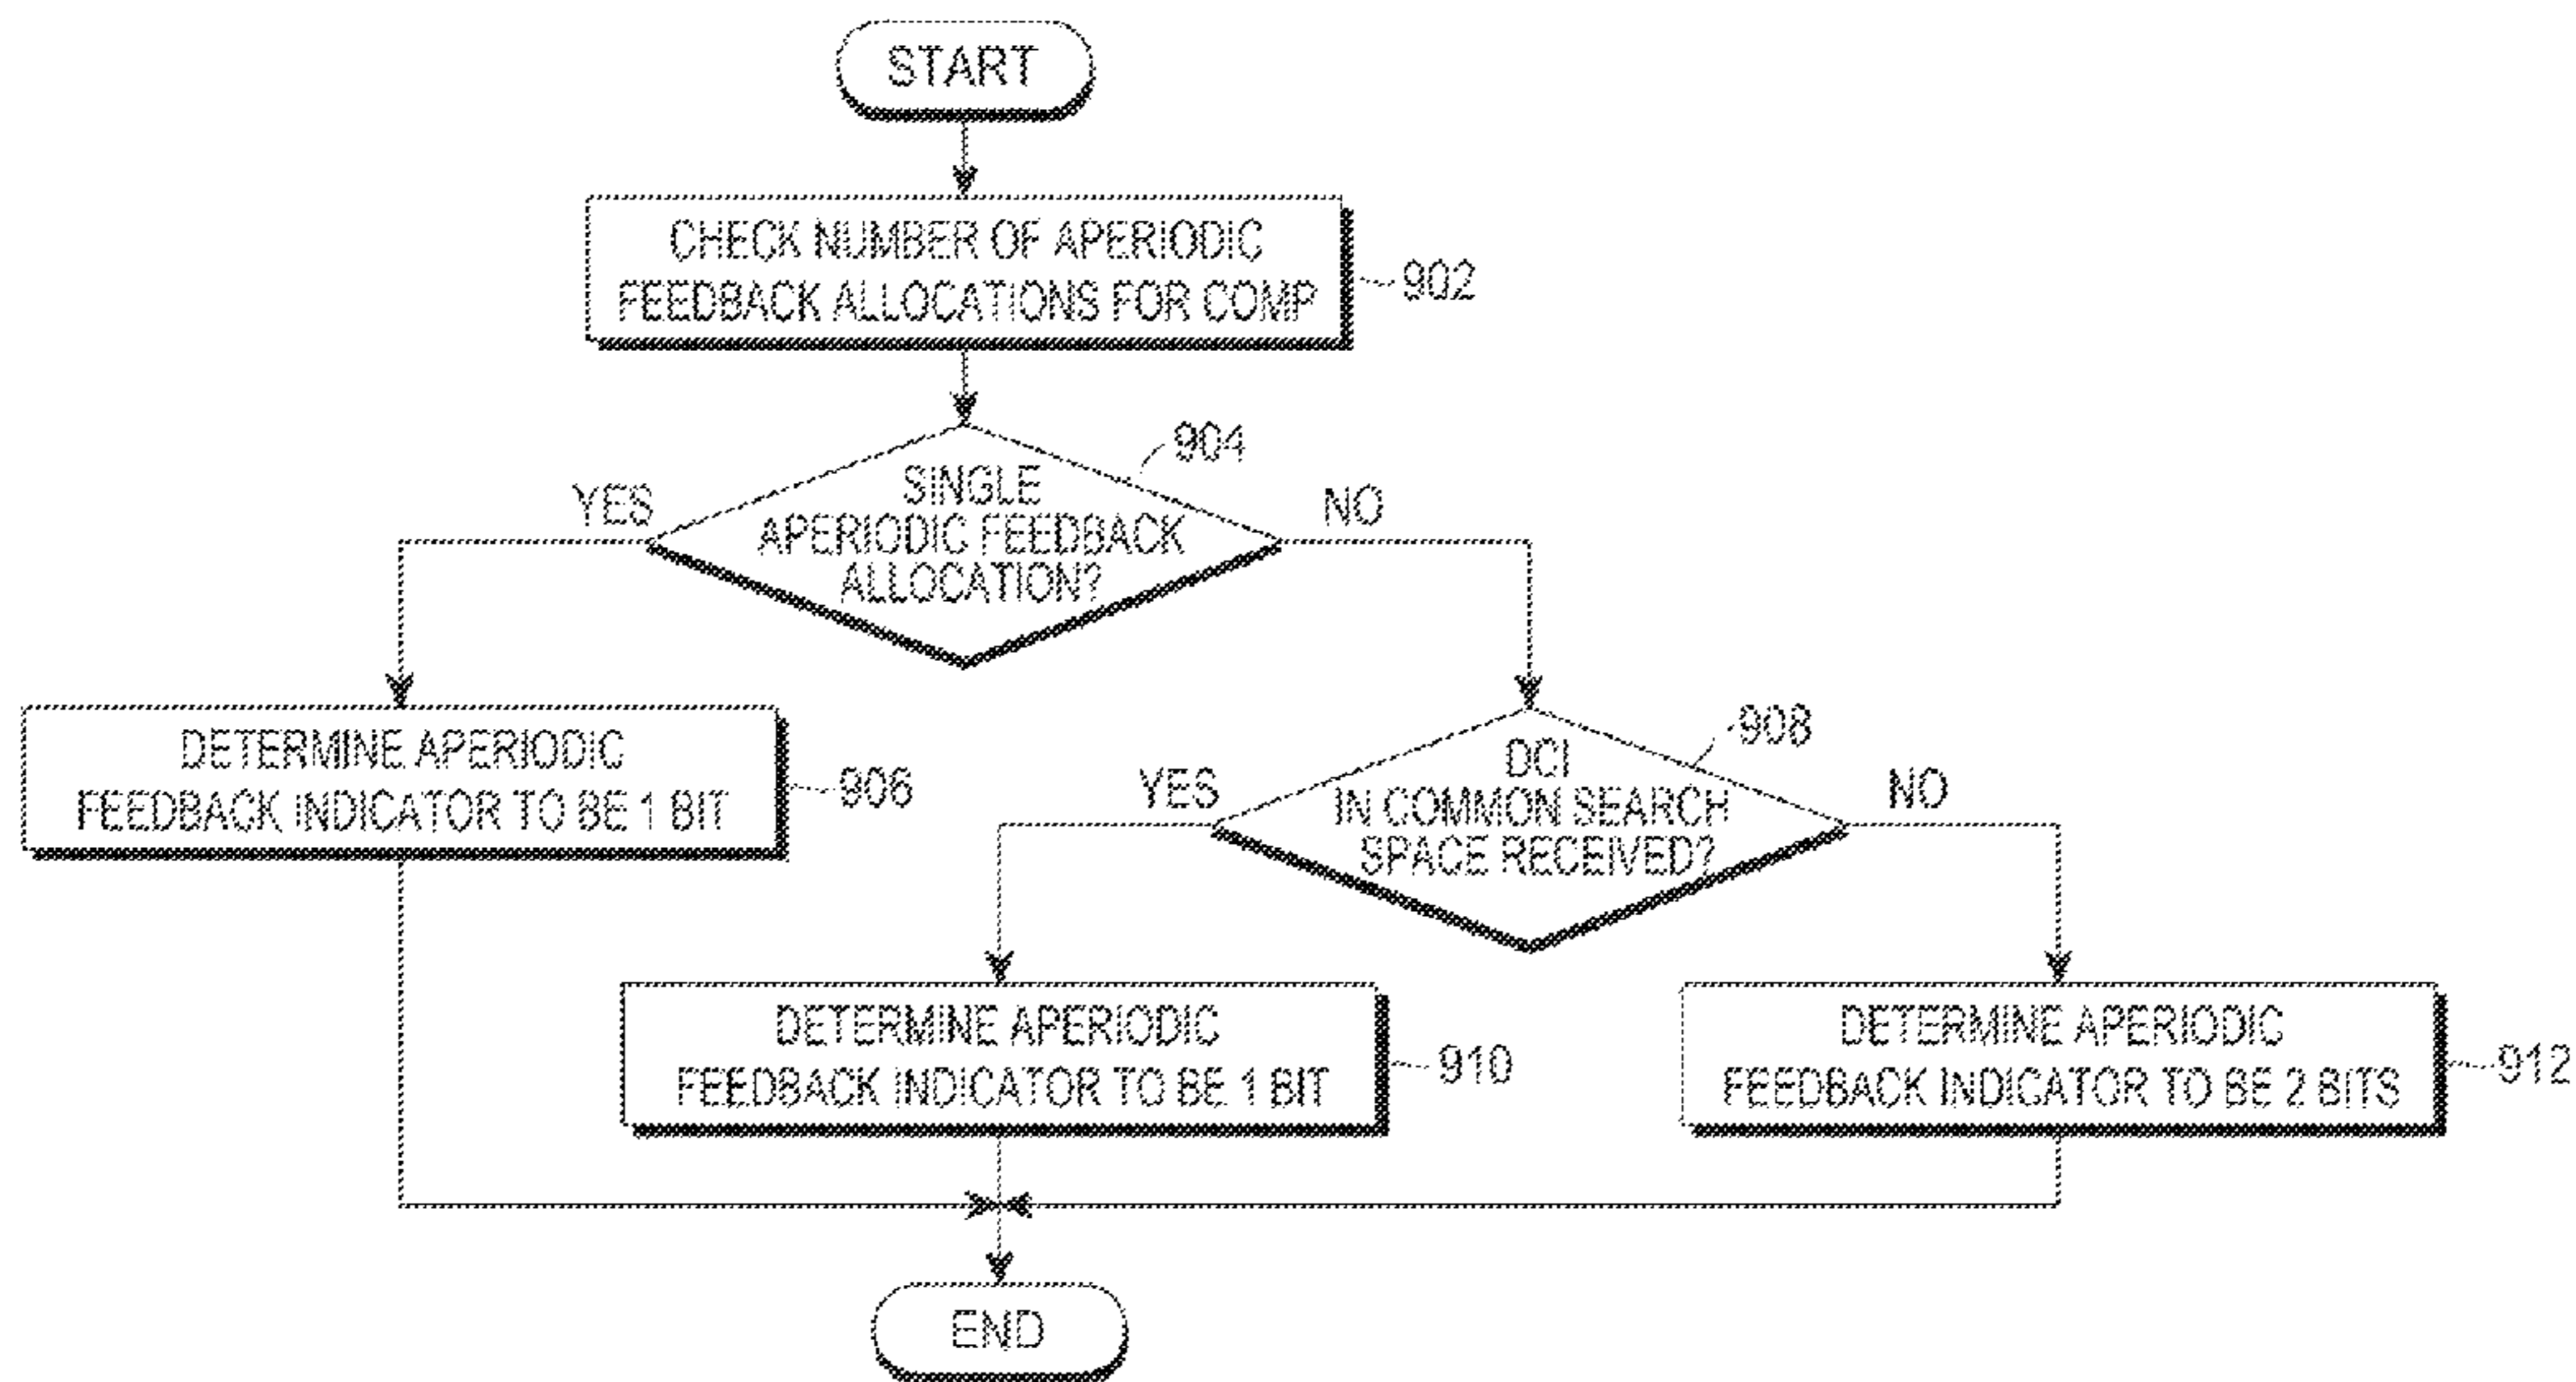 START
CHECK NUMBER OF APERIODIC
FEEDBACK ALLOCATIONS FOR COMP
902
904
SINGLE
APERIODIC FEEDBACK
ALLOCATION?
YES
NO
DETERMINE APERIODIC
FEEDBACK INDICATOR TO BE 1 BIT
906
908
DCI
IN COMMON SEARCH
SPACE RECEIVED?
YES
NO
DETERMINE APERIODIC
FEEDBACK INDICATOR TO BE 1 BIT
910
DETERMINE APERIODIC
FEEDBACK INDICATOR TO BE 2 BITS
912
END